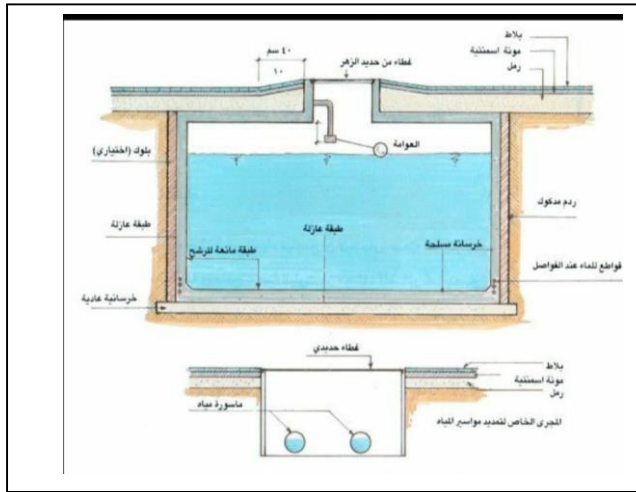 بلاط
مونة اسمنتية
رمل
غطاء من حديد الزهر
٤٠ سم
١٠
العوامة
بلوك (اختياري)
طبقة عازلة
ردم مدكوك
طبقة عازلة
خرسانة مسلحة
طبقة مانعة للرشح
قواطع للماء عند الفواصل
خرسانية عادية
غطاء حديدي
بلاط
مونة اسمنتية
رمل
ماسورة مياه
المجرى الخاص لتمديد مواسير المياه